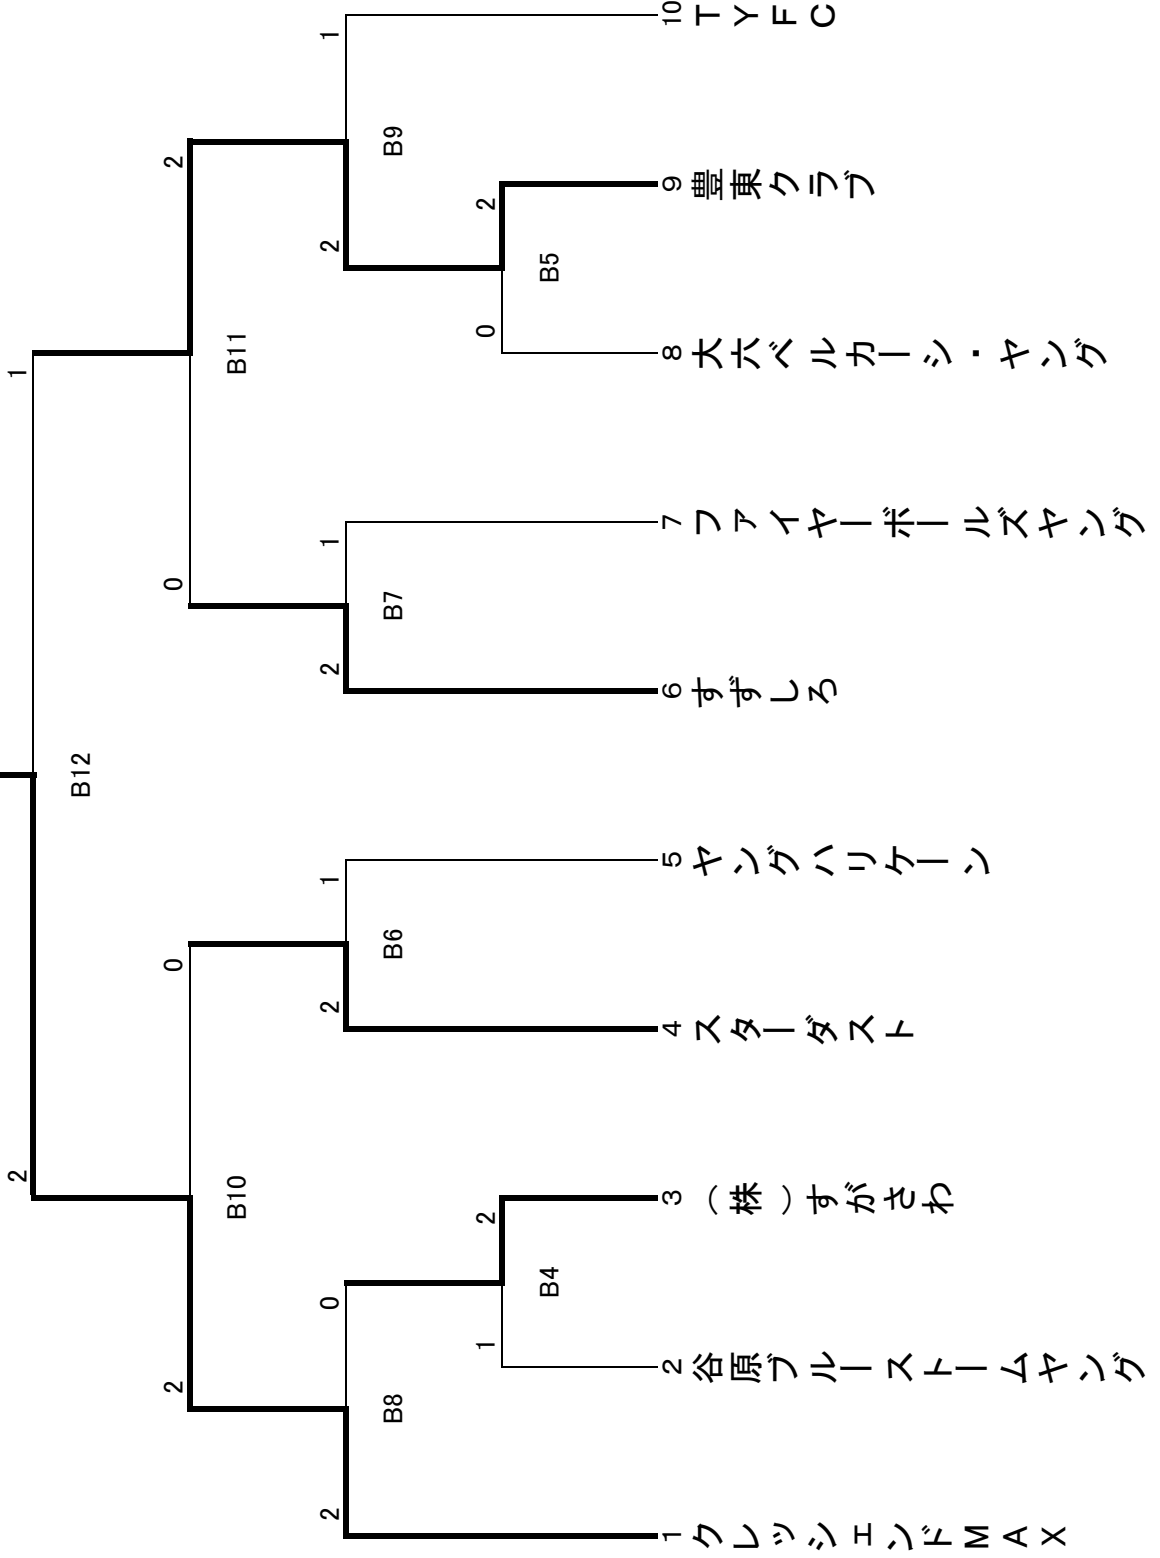 2 1
B12
2 0 0 2
B10 B11
2 0 2 1 2 1 2 1
B8 B6 B7 B9
1 2 0 2
B4 B5
1 クレッシエンドＭＡＸ
2 谷原ブルーストームヤング
3 （株）すがさわ
4 スターダスト
5 ヤングハリケーン
6 すずしろ
7 ファイヤーボールズヤング
8 大六ベルカーシ・ヤング
9 豊東クラブ
10 ＴＹＦＣ